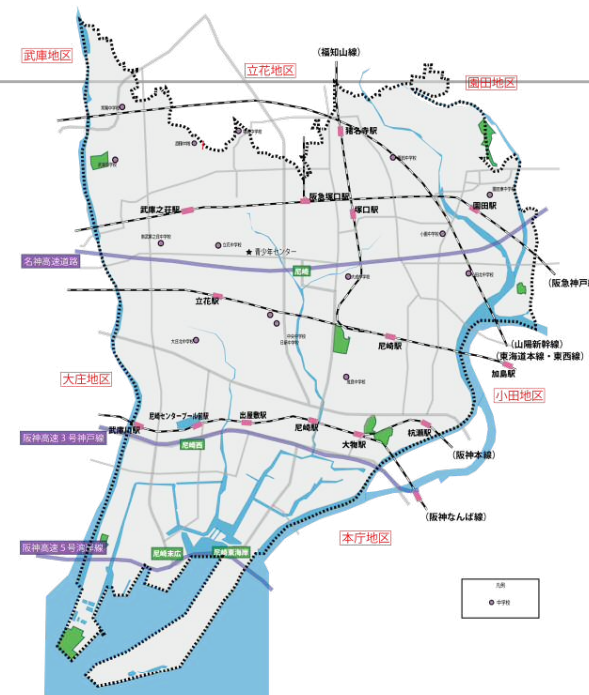 （福知山線）
武庫地区
立花地区
園田地区
猪名寺駅
阪急塚口駅
武庫之荘駅
塚口駅
園田駅
★ 青少年センター
名神高速道路
尼崎
（阪急神戸
立花駅
尼崎駅
（山陽新幹線）
（東海道本線・東西線）
加島駅
大庄地区
小田地区
尼崎センタープール前駅
出屋敷駅
武庫川駅
尼崎駅
大物駅
杭瀬駅
阪神高速３号神戸線
尼崎西
（阪神本線）
（阪神なんば線）
本庁地区
阪神高速５号湾岸線
尼崎末広
尼崎東海岸
凡例
中学校